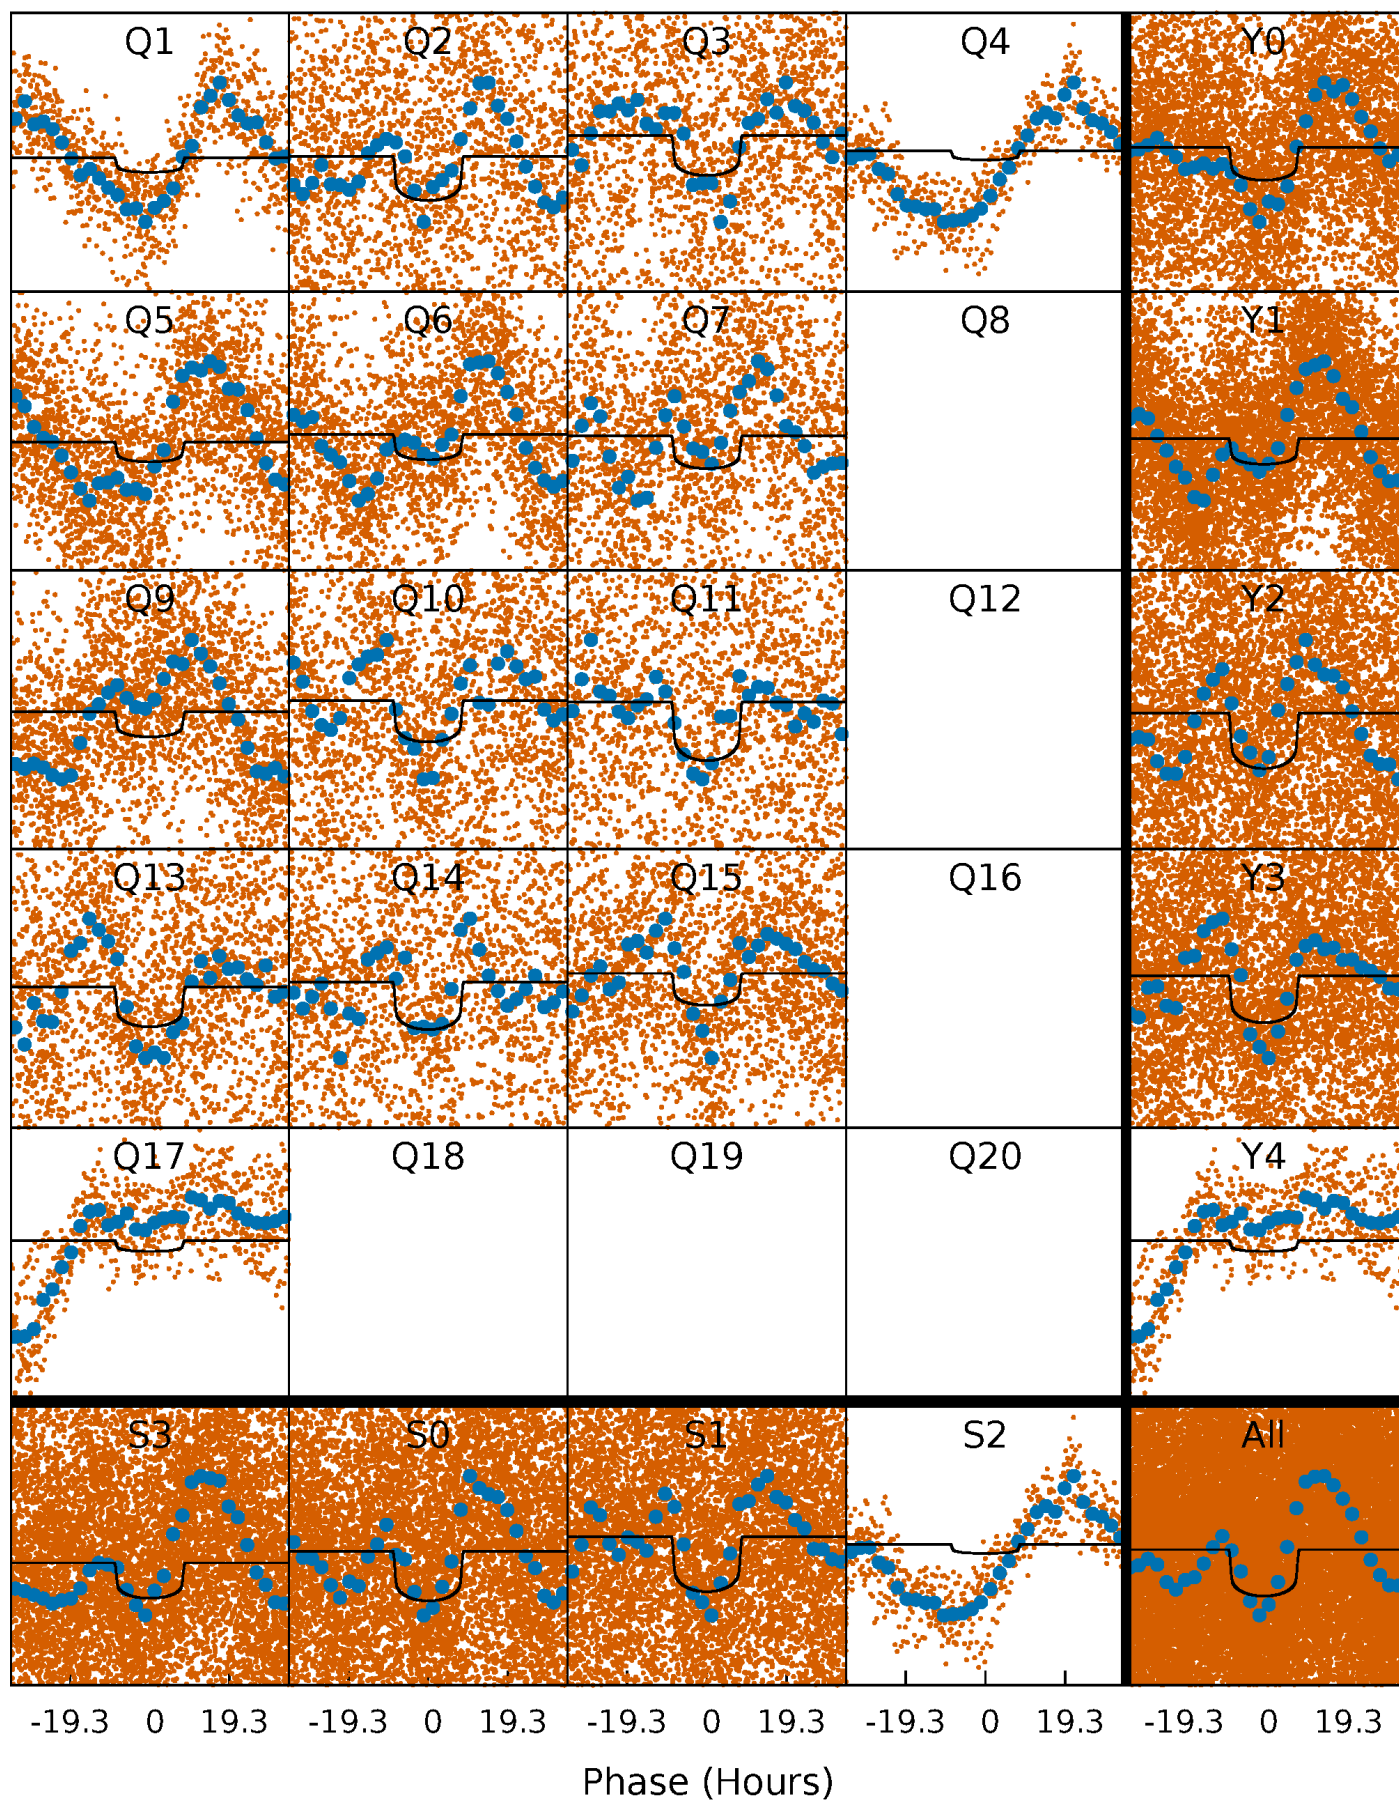 Q1 Q2 Q3 Q4 Y0
Q5 Q6 Q7 Q8 Y1
Q9 Q10 Q11 Q12 Y2
Q13 Q14 Q15 Q16 Y3
Q17 Q18 Q19 Q20 Y4
S3 S0 S1 S2 All
-19.3 0 19.3 -19.3 0 19.3 -19.3 0 19.3 -19.3 0 19.3 -19.3 0 19.3
Phase (Hours)